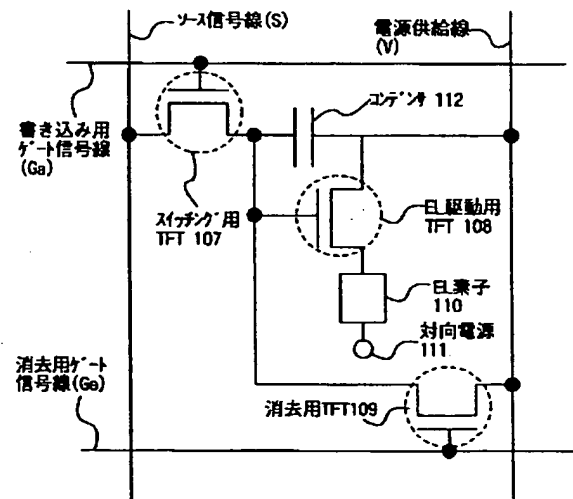 ソース信号線(S)
電源供給線
(V)
コンデンサ 112
書き込み用
ゲート信号線
(Ga)
スイッチング用
TFT 107
EL駆動用
TFT 108
EL素子
110
対向電源
111
消去用ゲート
信号線(Ge)
消去用TFT109